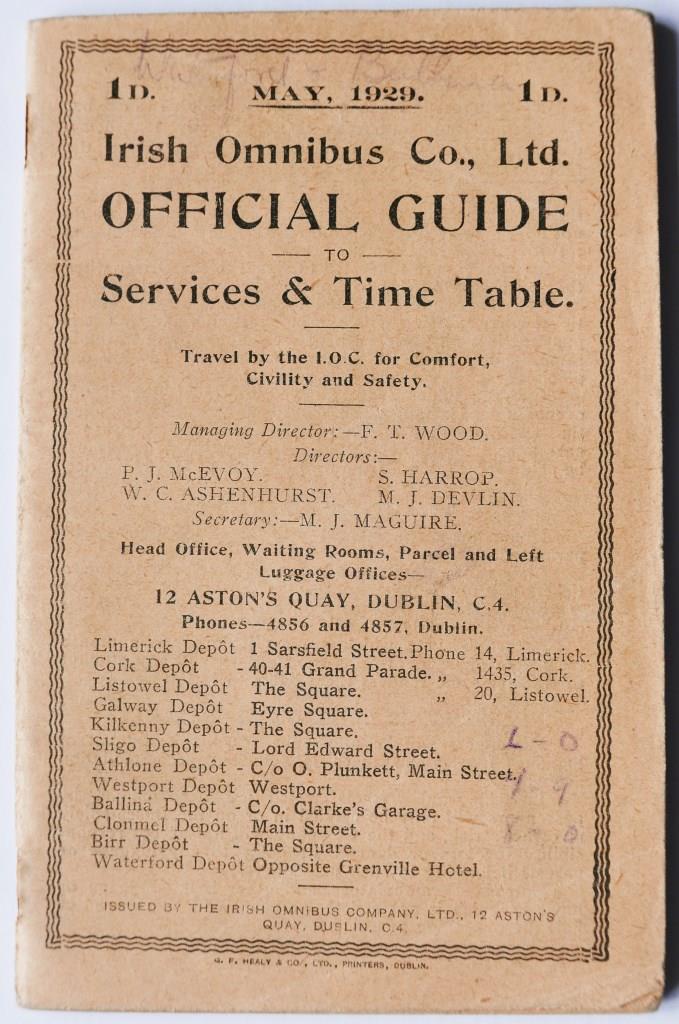 1D. MAY, 1929. 1D.
Irish Omnibus Co., Ltd.
OFFICIAL GUIDE
— TO —
Services & Time Table.
Travel by the I.O.C. for Comfort,
Civility and Safety.
Managing Director:—F. T. WOOD.
Directors:—
P. J. McEVOY. S. HARROP.
W. C. ASHENHURST. M. J. DEVLIN.
Secretary:—M. J. MAGUIRE.
Head Office, Waiting Rooms, Parcel and Left
Luggage Offices—
12 ASTON'S QUAY, DUBLIN, C.4.
Phones—4856 and 4857, Dublin.
Limerick Depôt 1 Sarsfield Street. Phone 14, Limerick.
Cork Depôt - 40-41 Grand Parade. „ 1435, Cork.
Listowel Depôt The Square. „ 20, Listowel.
Galway Depôt Eyre Square.
Kilkenny Depôt - The Square.
Sligo Depôt - Lord Edward Street.
Athlone Depôt - C/o O. Plunkett, Main Street.
Westport Depôt Westport.
Ballina Depôt - C/o. Clarke's Garage.
Clonmel Depôt Main Street.
Birr Depôt - The Square.
Waterford Depôt Opposite Grenville Hotel.
ISSUED BY THE IRISH OMNIBUS COMPANY, LTD., 12 ASTON'S
QUAY, DUBLIN, C.4.
G. F. HEALY & CO., LTD., PRINTERS, DUBLIN.